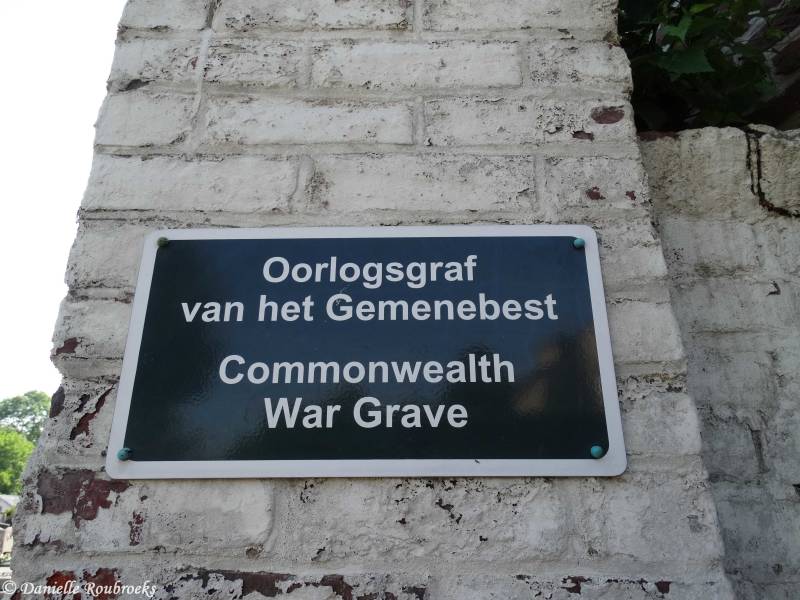 Oorlogsgraf
van het Gemenebest
Commonwealth
War Grave
© Danielle Roubroeks